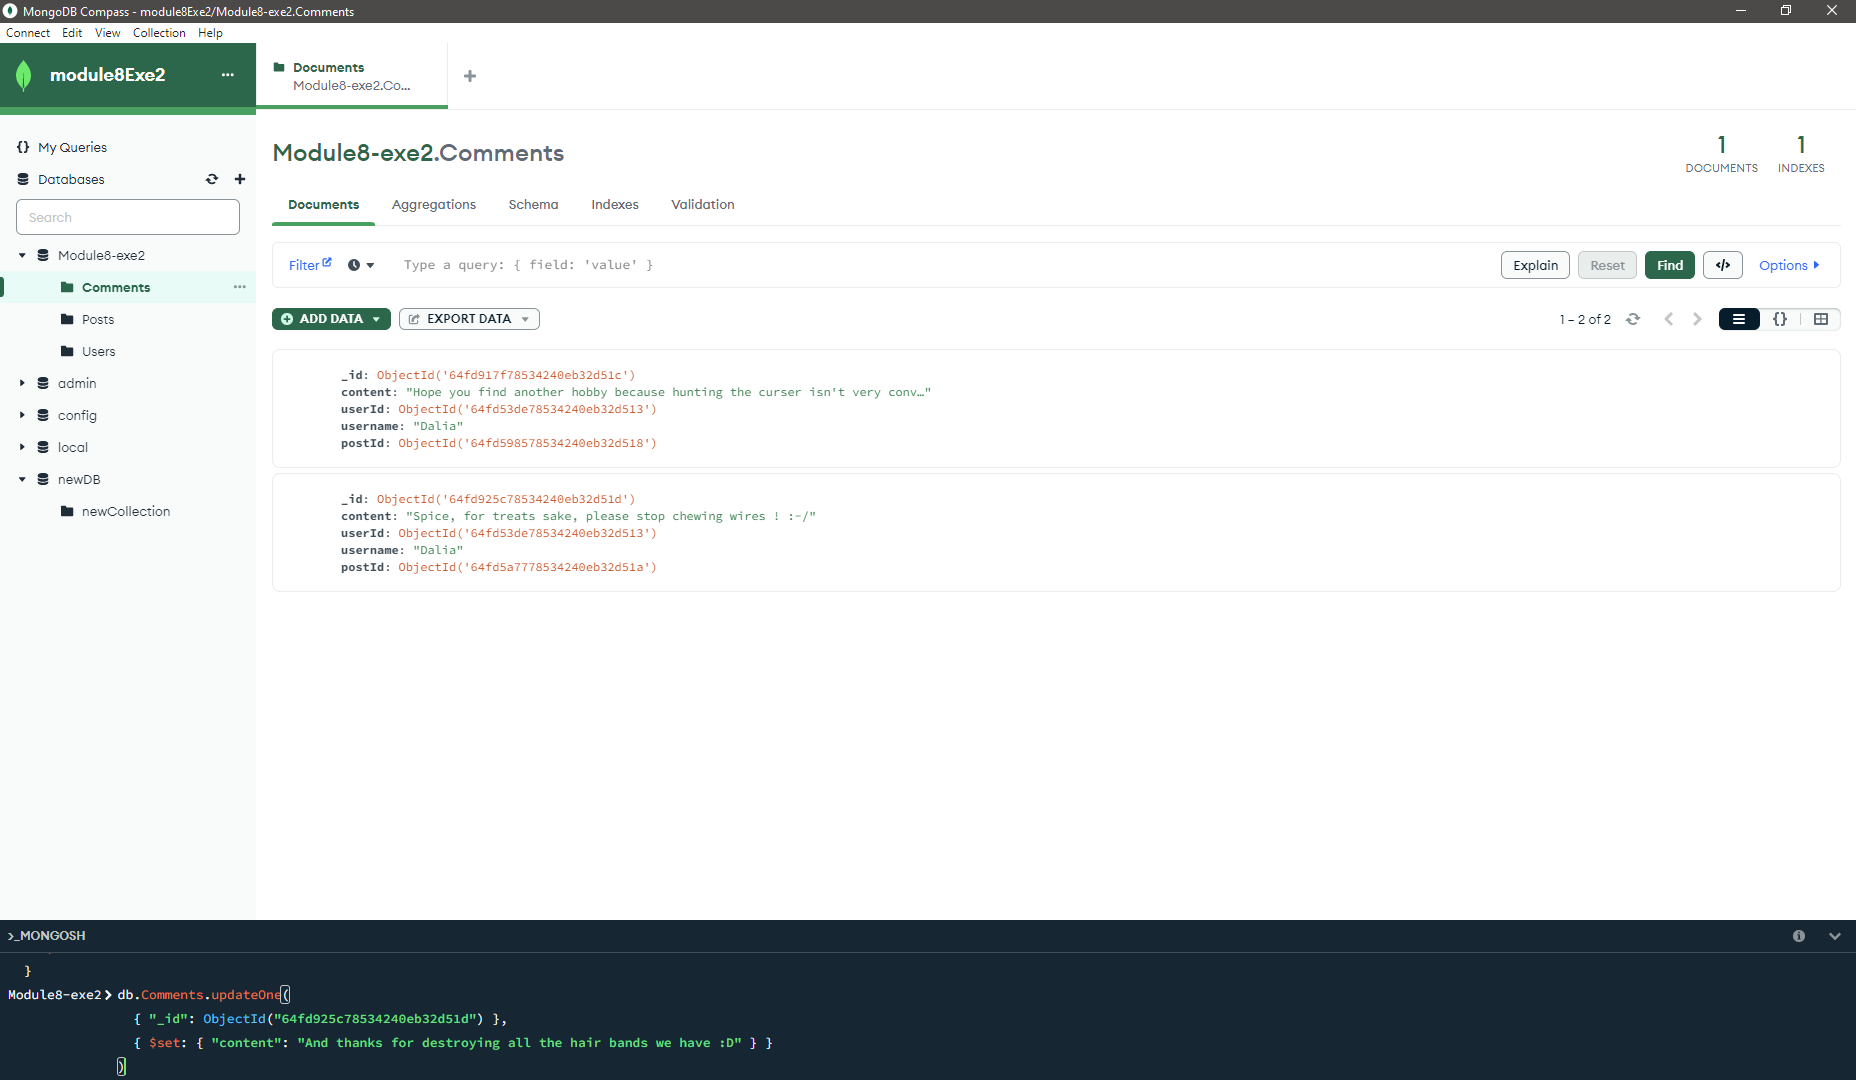 MongoDB Compass - module8Exe2/Module8-exe2.Comments
Connect Edit View Collection Help
module8Exe2
Documents
Module8-exe2.Co...
My Queries
Databases
Search
Module8-exe2
Comments
Posts
Users
admin
config
local
newDB
newCollection
Module8-exe2.Comments
1
DOCUMENTS
1
INDEXES
Documents Aggregations Schema Indexes Validation
Filter Type a query: { field: 'value' } Explain Reset Find </> Options
ADD DATA EXPORT DATA 1 – 2 of 2 {}
_id: ObjectId('64fd917f78534240eb32d51c')
content: "Hope you find another hobby because hunting the curser isn't very conv…"
userId: ObjectId('64fd53de78534240eb32d513')
username: "Dalia"
postId: ObjectId('64fd598578534240eb32d518')
_id: ObjectId('64fd925c78534240eb32d51d')
content: "Spice, for treats sake, please stop chewing wires ! :-/"
userId: ObjectId('64fd53de78534240eb32d513')
username: "Dalia"
postId: ObjectId('64fd5a7778534240eb32d51a')
>_MONGOSH
}
Module8-exe2> db.Comments.updateOne(
{ "_id": ObjectId("64fd925c78534240eb32d51d") },
{ $set: { "content": "And thanks for destroying all the hair bands we have :D" } }
)